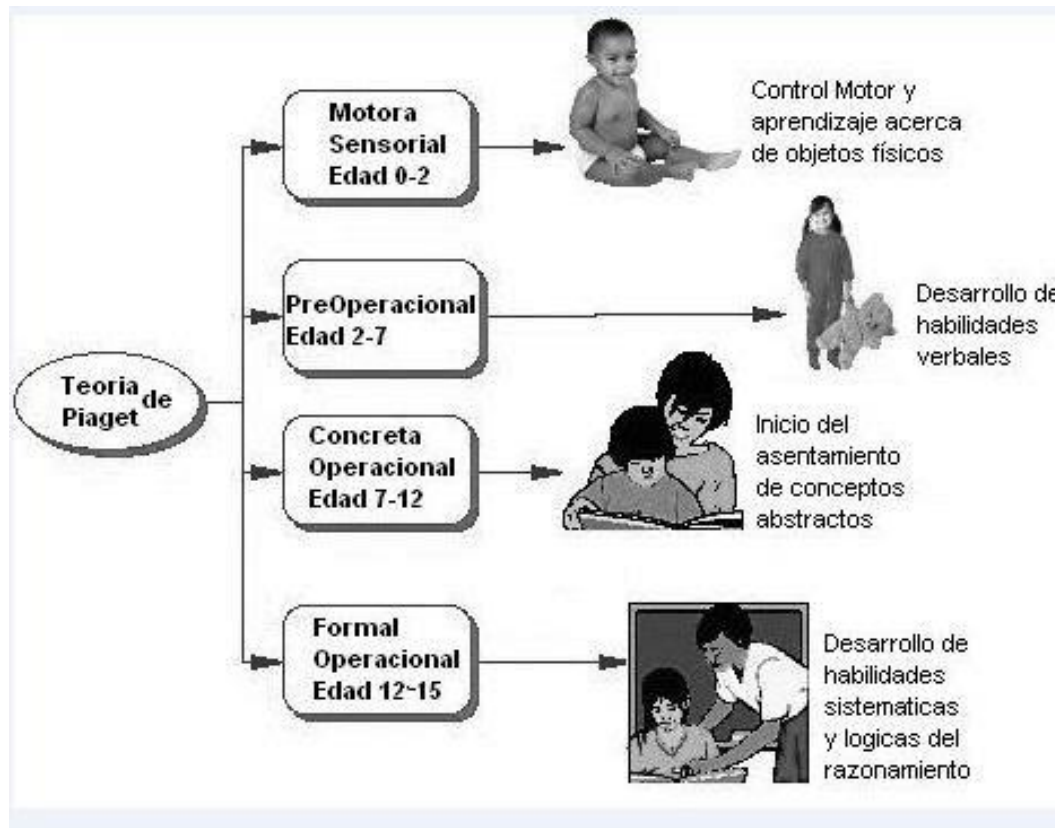 Teoria de
Piaget
Motora
Sensorial
Edad 0-2
Control Motor y
aprendizaje acerca
de objetos físicos
PreOperacional
Edad 2-7
Desarrollo de
habilidades
verbales
Concreta
Operacional
Edad 7-12
Inicio del
asentamiento
de conceptos
abstractos
Formal
Operacional
Edad 12~15
Desarrollo de
habilidades
sistematicas
y logicas del
razonamiento